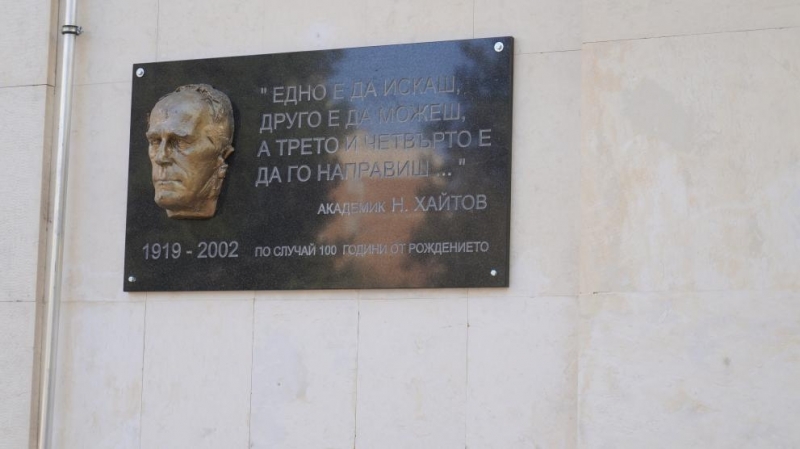 " ЕДНО Е ДА ИСКАШ,
ДРУГО Е ДА МОЖЕШ,
А ТРЕТО И ЧЕТВЪРТО Е
ДА ГО НАПРАВИШ ... "
АКАДЕМИК Н. ХАЙТОВ
1919 - 2002 ПО СЛУЧАЙ 100 ГОДИНИ ОТ РОЖДЕНИЕТО